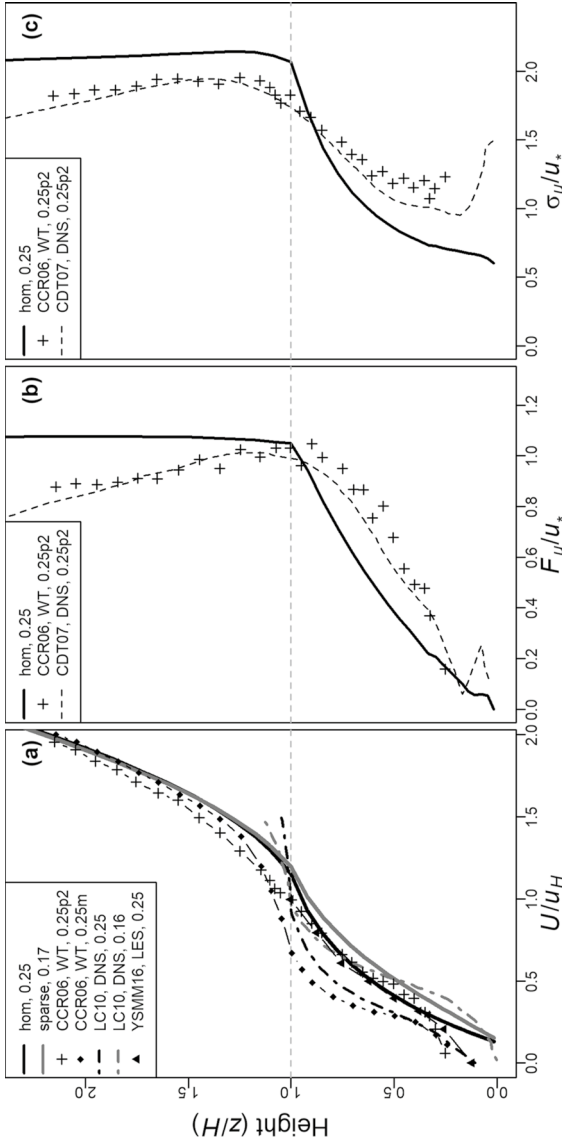 (a)
hom, 0.25
sparse, 0.17
CCR06, WT, 0.25p2
CCR06, WT, 0.25m
LC10, DNS, 0.25
LC10, DNS, 0.16
YSMM16, LES, 0.25
Height (z/H)
0.0 0.5 1.0 1.5 2.0
0.0 0.5 1.0 1.5 2.0
U/u_H
(b)
hom, 0.25
CCR06, WT, 0.25p2
CDT07, DNS, 0.25p2
0.0 0.2 0.4 0.6 0.8 1.0 1.2
F_u/u_*
(c)
hom, 0.25
CCR06, WT, 0.25p2
CDT07, DNS, 0.25p2
0.0 0.5 1.0 1.5 2.0
σ_u/u_*